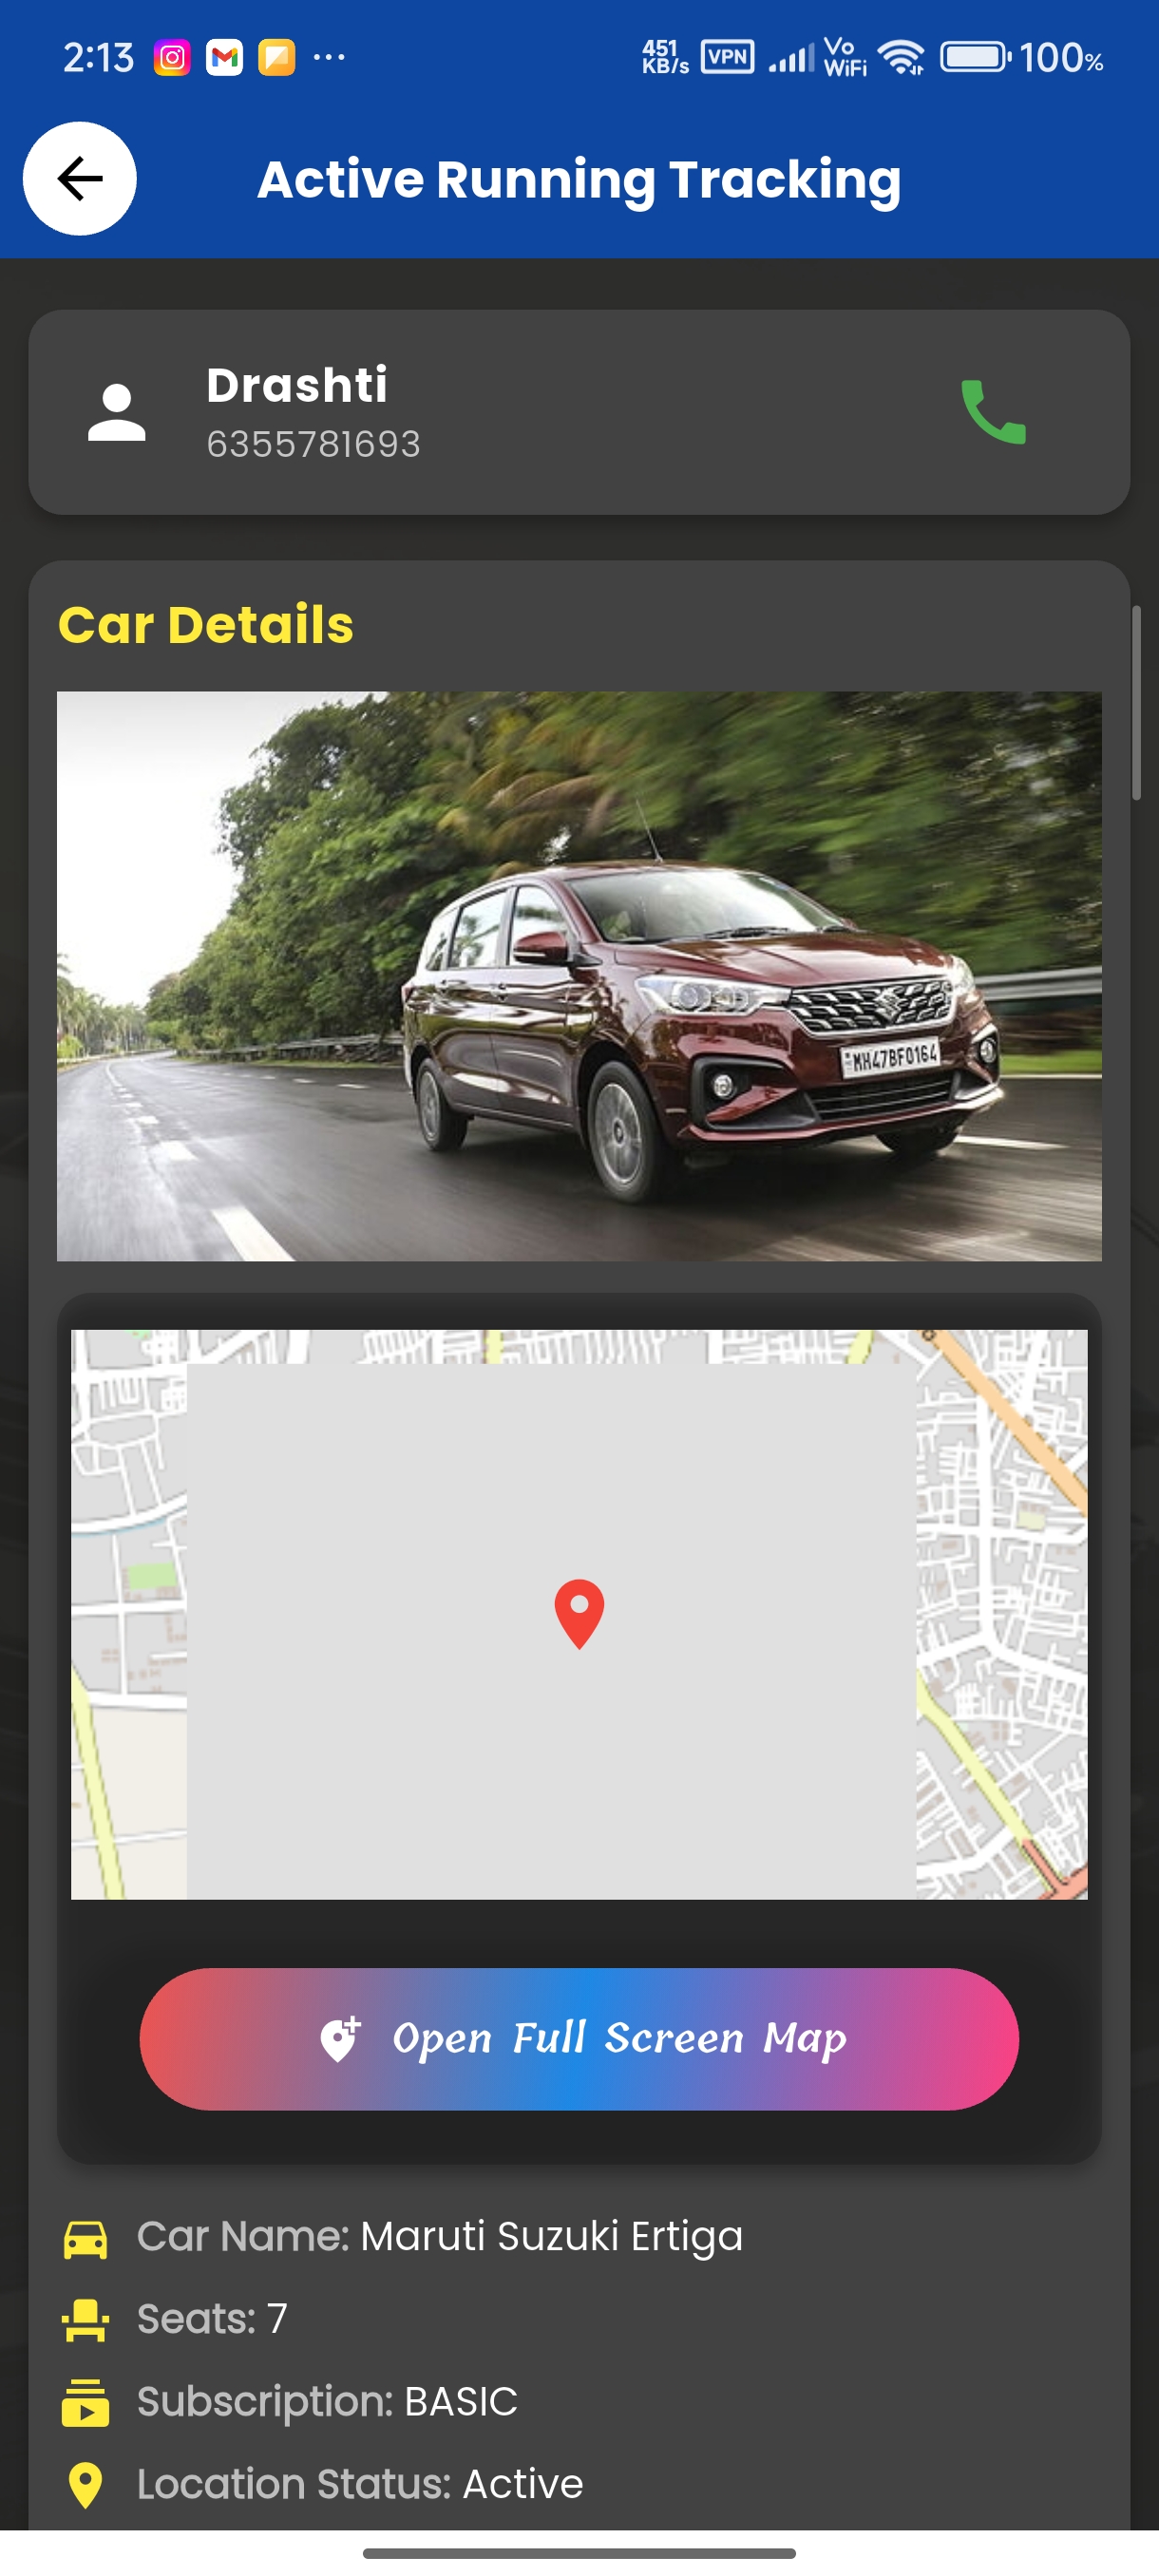 2:13
451 KB/s VPN Vo WiFi 100%
Active Running Tracking
Drashti
6355781693
Car Details
MH47BF0164
Open Full Screen Map
Car Name: Maruti Suzuki Ertiga
Seats: 7
Subscription: BASIC
Location Status: Active